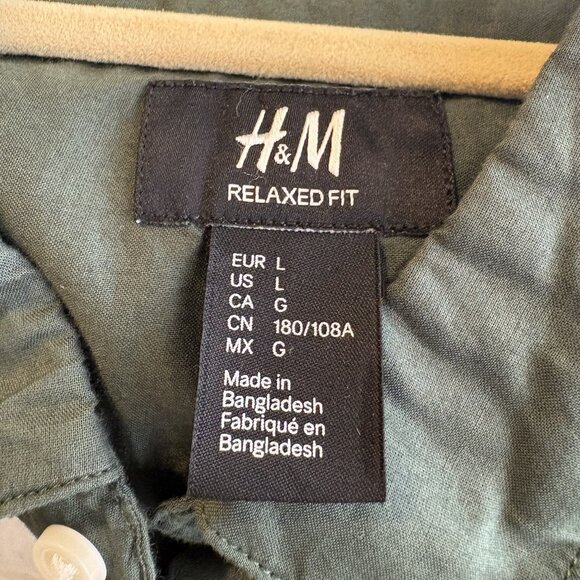 H&M
RELAXED FIT
EUR L
US L
CA G
CN 180/108A
MX G
Made in
Bangladesh
Fabriqué en
Bangladesh